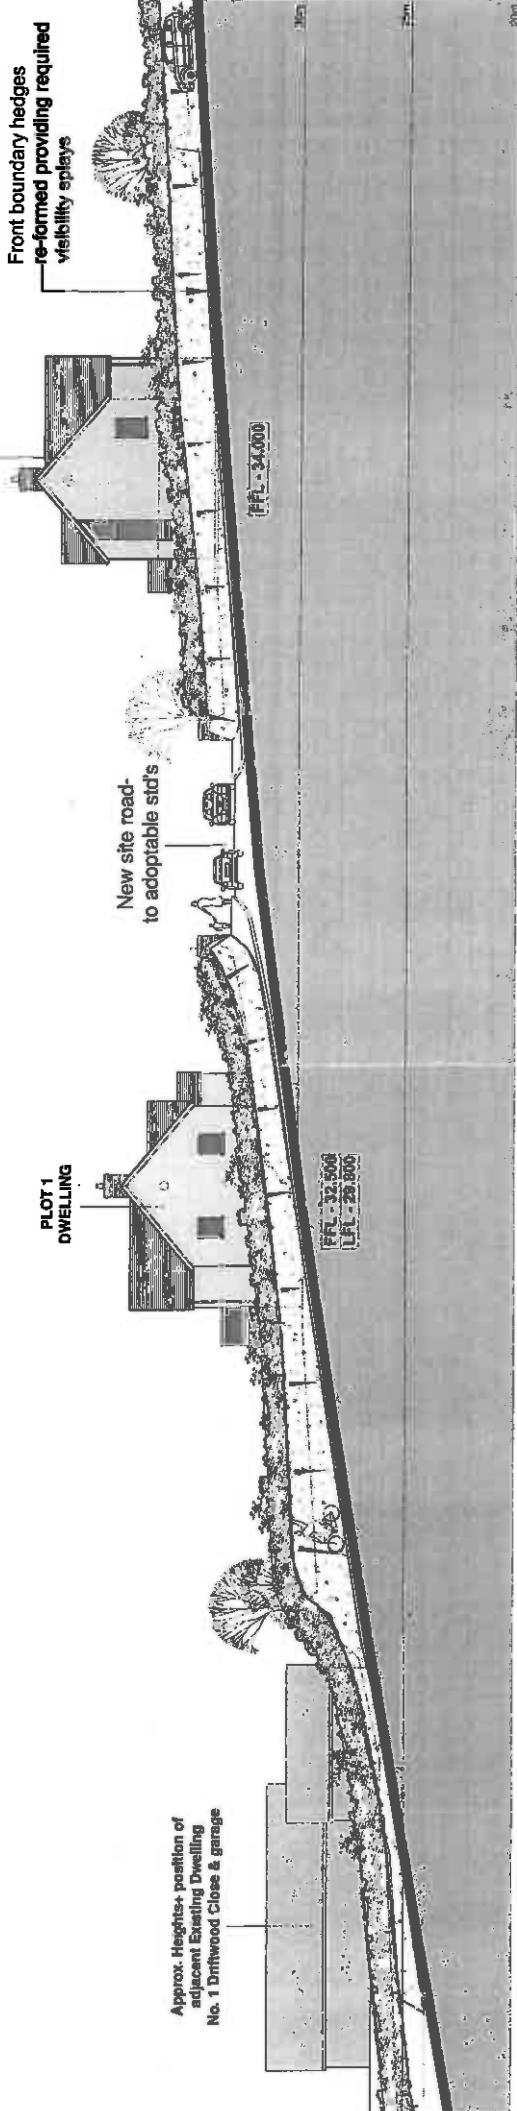 Approx. Heights+ position of
adjacent Existing Dwelling
No. 1 Driftwood Close & garage
PLOT 1
DWELLING
FFL - 32.500
New site road-
to adoptable std's
FFL - 34.000
Front boundary hedges
re-formed providing required
visibility splays